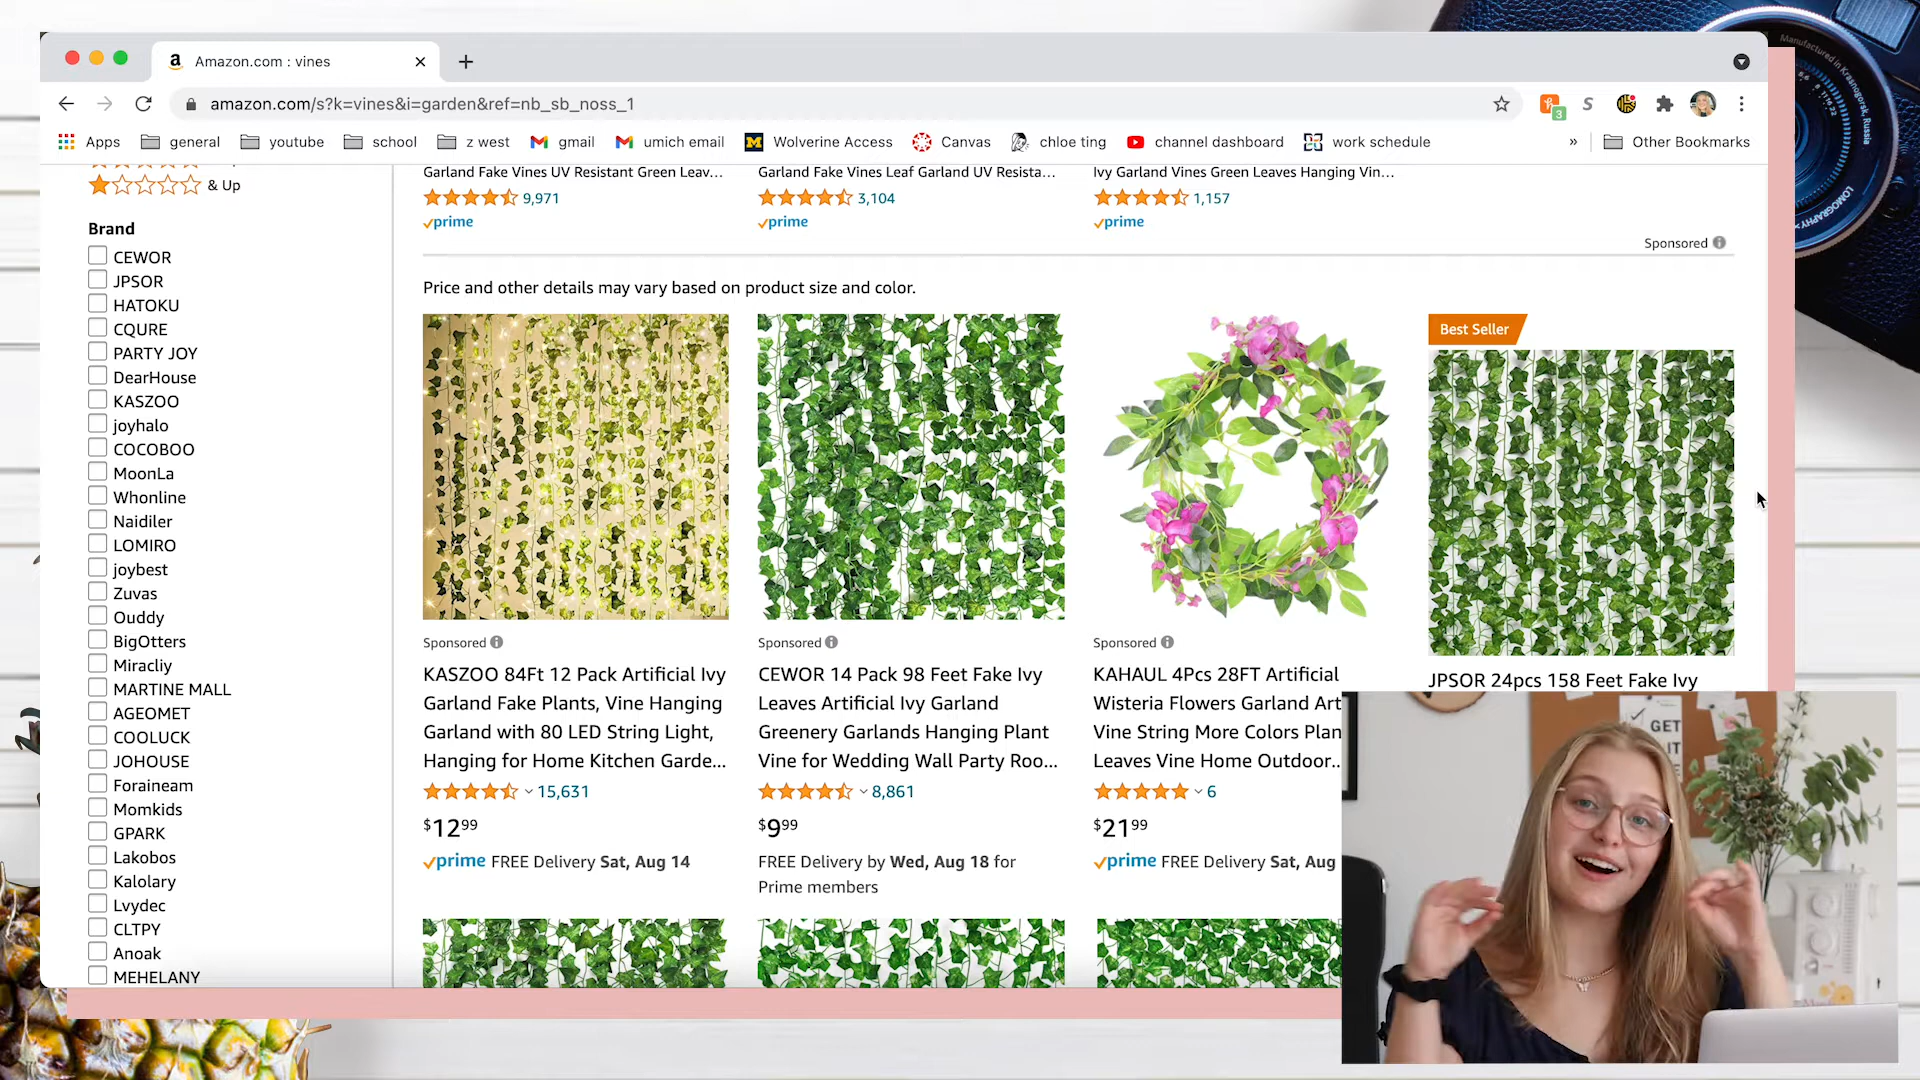 Amazon.com : vines
amazon.com/s?k=vines&i=garden&ref=nb_sb_noss_1
3
Apps general youtube school z west gmail umich email Wolverine Access Canvas chloe ting channel dashboard work schedule » Other Bookmarks
& Up
Brand
CEWOR
JPSOR
HATOKU
CQURE
PARTY JOY
DearHouse
KASZOO
joyhalo
COCOBOO
MoonLa
Whonline
Naidiler
LOMIRO
joybest
Zuvas
Ouddy
BigOtters
Miracliy
MARTINE MALL
AGEOMET
COOLUCK
JOHOUSE
Foraineam
Momkids
GPARK
Lakobos
Kalolary
Lvydec
CLTPY
Anoak
MEHELANY
Garland Fake Vines UV Resistant Green Leav...
9,971
prime
Garland Fake Vines Leaf Garland UV Resista...
3,104
prime
Ivy Garland Vines Green Leaves Hanging Vin...
1,157
prime
Sponsored
Price and other details may vary based on product size and color.
Sponsored
KASZOO 84Ft 12 Pack Artificial Ivy
Garland Fake Plants, Vine Hanging
Garland with 80 LED String Light,
Hanging for Home Kitchen Garde...
15,631
$12.99
prime FREE Delivery Sat, Aug 14
Sponsored
CEWOR 14 Pack 98 Feet Fake Ivy
Leaves Artificial Ivy Garland
Greenery Garlands Hanging Plant
Vine for Wedding Wall Party Roo...
8,861
$9.99
FREE Delivery by Wed, Aug 18 for
Prime members
Sponsored
KAHAUL 4Pcs 28FT Artificial
Wisteria Flowers Garland Art
Vine String More Colors Plan
Leaves Vine Home Outdoor..
6
$21.99
prime FREE Delivery Sat, Aug
Best Seller
JPSOR 24pcs 158 Feet Fake Ivy
GET
IT
Manufactured in Krasnogorsk, Russia
LOMOGRAPHY